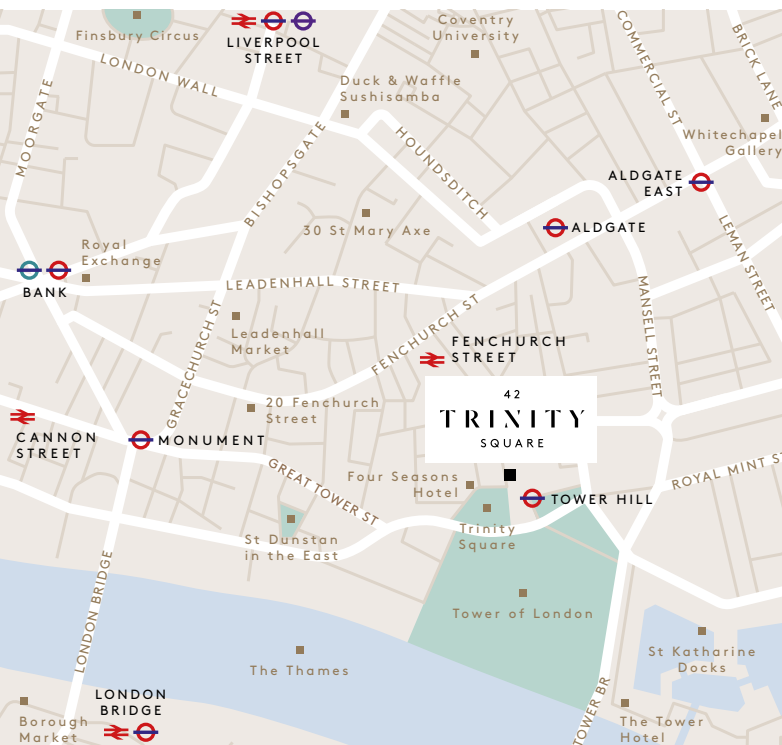 Coventry
University
Finsbury Circus
LIVERPOOL
STREET
COMMERCIAL ST
BRICK LANE
LONDON WALL
Duck & Waffle
Sushisamba
MOORGATE
Whitechapel
Gallery
BISHOPSGATE
HOUNDSDITCH
ALDGATE
EAST
30 St Mary Axe
ALDGATE
LEMAN STREET
Royal
Exchange
BANK
LEADENHALL STREET
MANSELL STREET
GRACECHURCH ST
Leadenhall
Market
FENCHURCH ST
FENCHURCH
STREET
42
TRINITY
SQUARE
20 Fenchurch
Street
CANNON
STREET
MONUMENT
GREAT TOWER ST
Four Seasons
Hotel
TOWER HILL
ROYAL MINT ST
Trinity
Square
St Dunstan
in the East
LONDON BRIDGE
Tower of London
The Thames
St Katharine
Docks
LONDON
BRIDGE
Borough
Market
TOWER BR
The Tower
Hotel